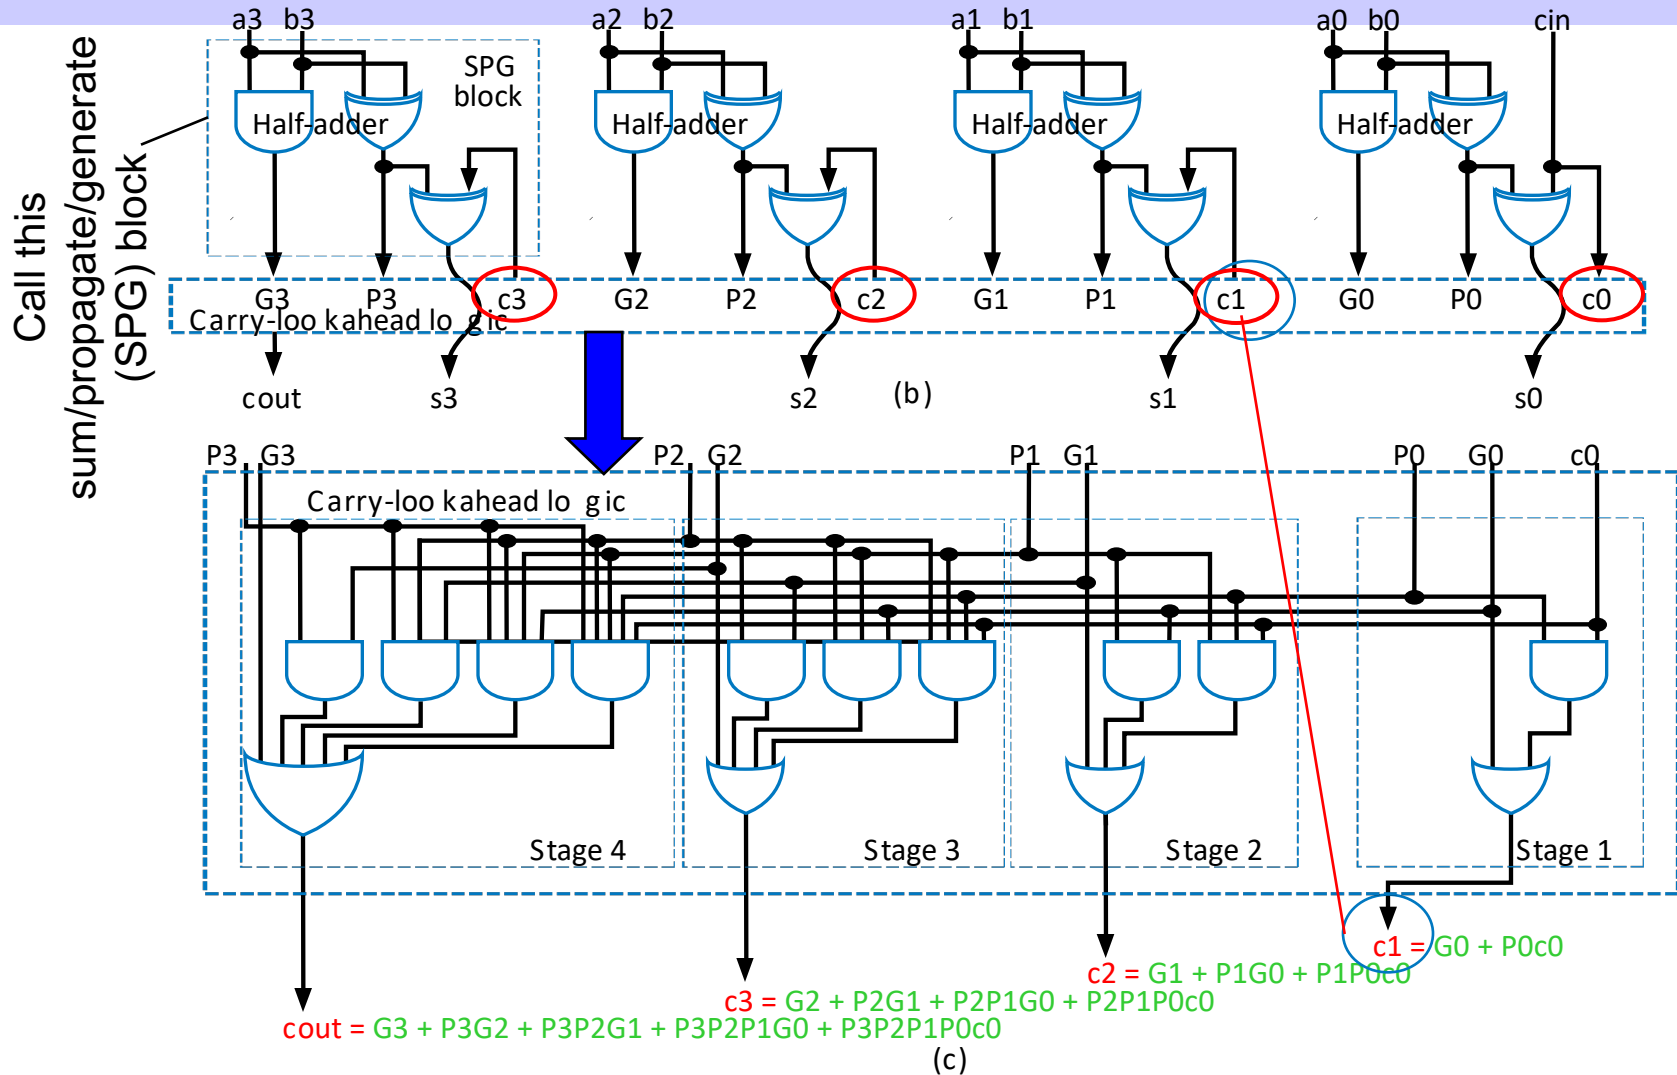 a3 b3 a2 b2 a1 b1 a0 b0 cin
Call this
sum/propagate/generate
(SPG) block
SPG
block
Half-adder Half-adder Half-adder Half-adder
G3 P3 c3 G2 P2 c2 G1 P1 c1 G0 P0 c0
Carry-loo kahead lo gic
cout s3 s2 (b) s1 s0
P3 G3 P2 G2 P1 G1 P0 G0 c0
Carry-loo kahead lo gic
Stage 4 Stage 3 Stage 2 Stage 1
c1 = G0 + P0c0
c2 = G1 + P1G0 + P1P0c0
c3 = G2 + P2G1 + P2P1G0 + P2P1P0c0
cout = G3 + P3G2 + P3P2G1 + P3P2P1G0 + P3P2P1P0c0
(c)